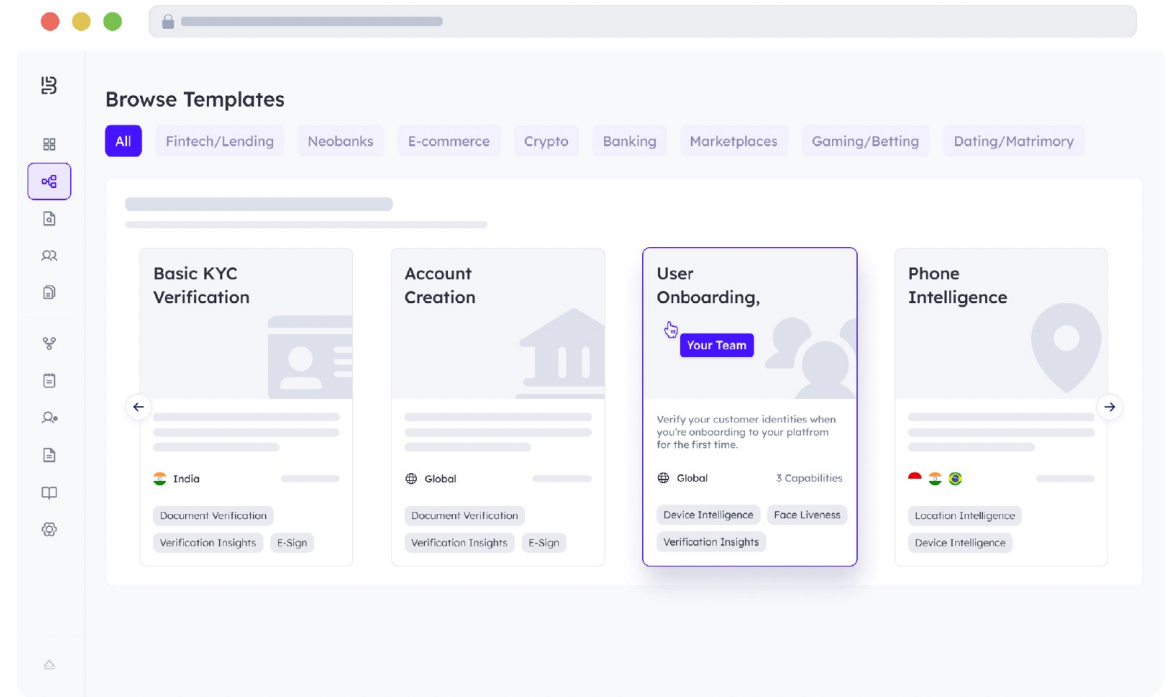 Browse Templates
All Fintech/Lending Neobanks E-commerce Crypto Banking Marketplaces Gaming/Betting Dating/Matrimory
Basic KYC
Verification
India
Document Verification
Verification Insights E-Sign
Account
Creation
Global
Document Verification
Verification Insights E-Sign
User
Onboarding,
Your Team
Verify your customer identities when
you're onboarding to your platfrom
for the first time.
Global 3 Capabilities
Device Intelligence Face Liveness
Verification Insights
Phone
Intelligence
Location Intelligence
Device Intelligence